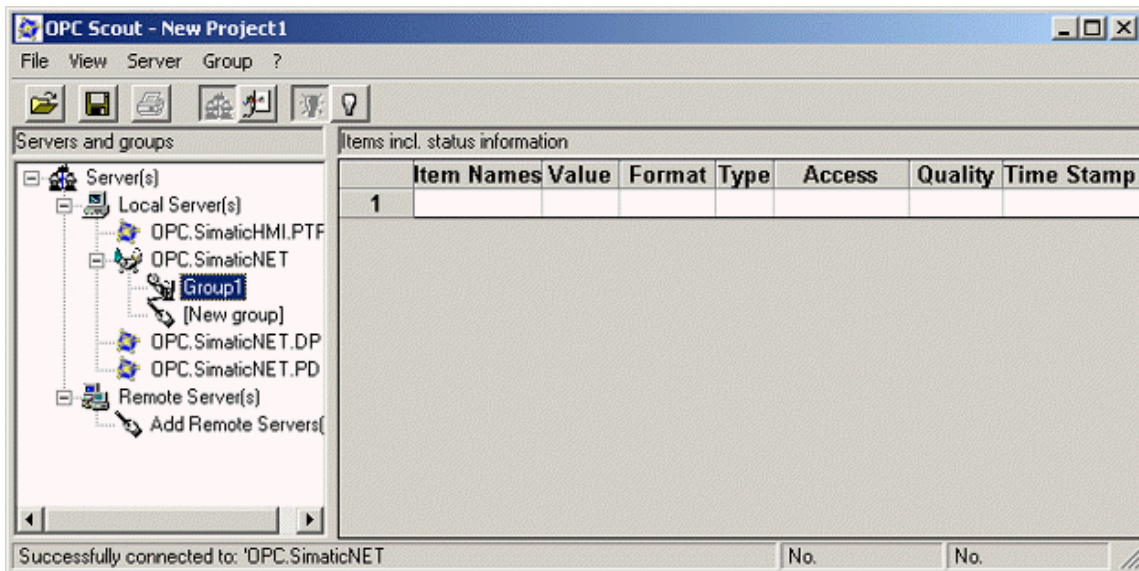 OPC Scout - New Project1
File View Server Group ?
Servers and groups
Items incl. status information
Item Names Value Format Type Access Quality Time Stamp
1
Server(s)
Local Server(s)
OPC.SimaticHMI.PTF
OPC.SimaticNET
Group1
[New group]
OPC.SimaticNET.DP
OPC.SimaticNET.PD
Remote Server(s)
Add Remote Servers(
Successfully connected to: 'OPC.SimaticNET
No.
No.